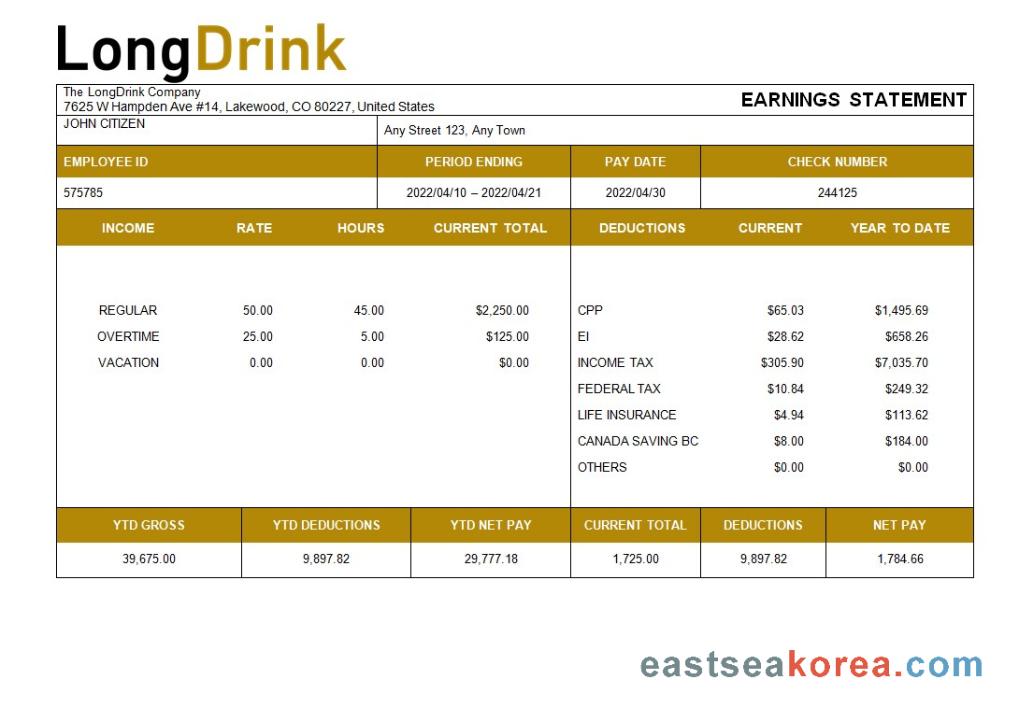 LongDrink
The LongDrink Company
7625 W Hampden Ave #14, Lakewood, CO 80227, United States
EARNINGS STATEMENT
JOHN CITIZEN
Any Street 123, Any Town
EMPLOYEE ID PERIOD ENDING PAY DATE CHECK NUMBER
575785 2022/04/10 – 2022/04/21 2022/04/30 244125
INCOME RATE HOURS CURRENT TOTAL DEDUCTIONS CURRENT YEAR TO DATE
REGULAR 50.00 45.00 $2,250.00 CPP $65.03 $1,495.69
OVERTIME 25.00 5.00 $125.00 EI $28.62 $658.26
VACATION 0.00 0.00 $0.00 INCOME TAX $305.90 $7,035.70
FEDERAL TAX $10.84 $249.32
LIFE INSURANCE $4.94 $113.62
CANADA SAVING BC $8.00 $184.00
OTHERS $0.00 $0.00
YTD GROSS YTD DEDUCTIONS YTD NET PAY CURRENT TOTAL DEDUCTIONS NET PAY
39,675.00 9,897.82 29,777.18 1,725.00 9,897.82 1,784.66
eastseakorea.com